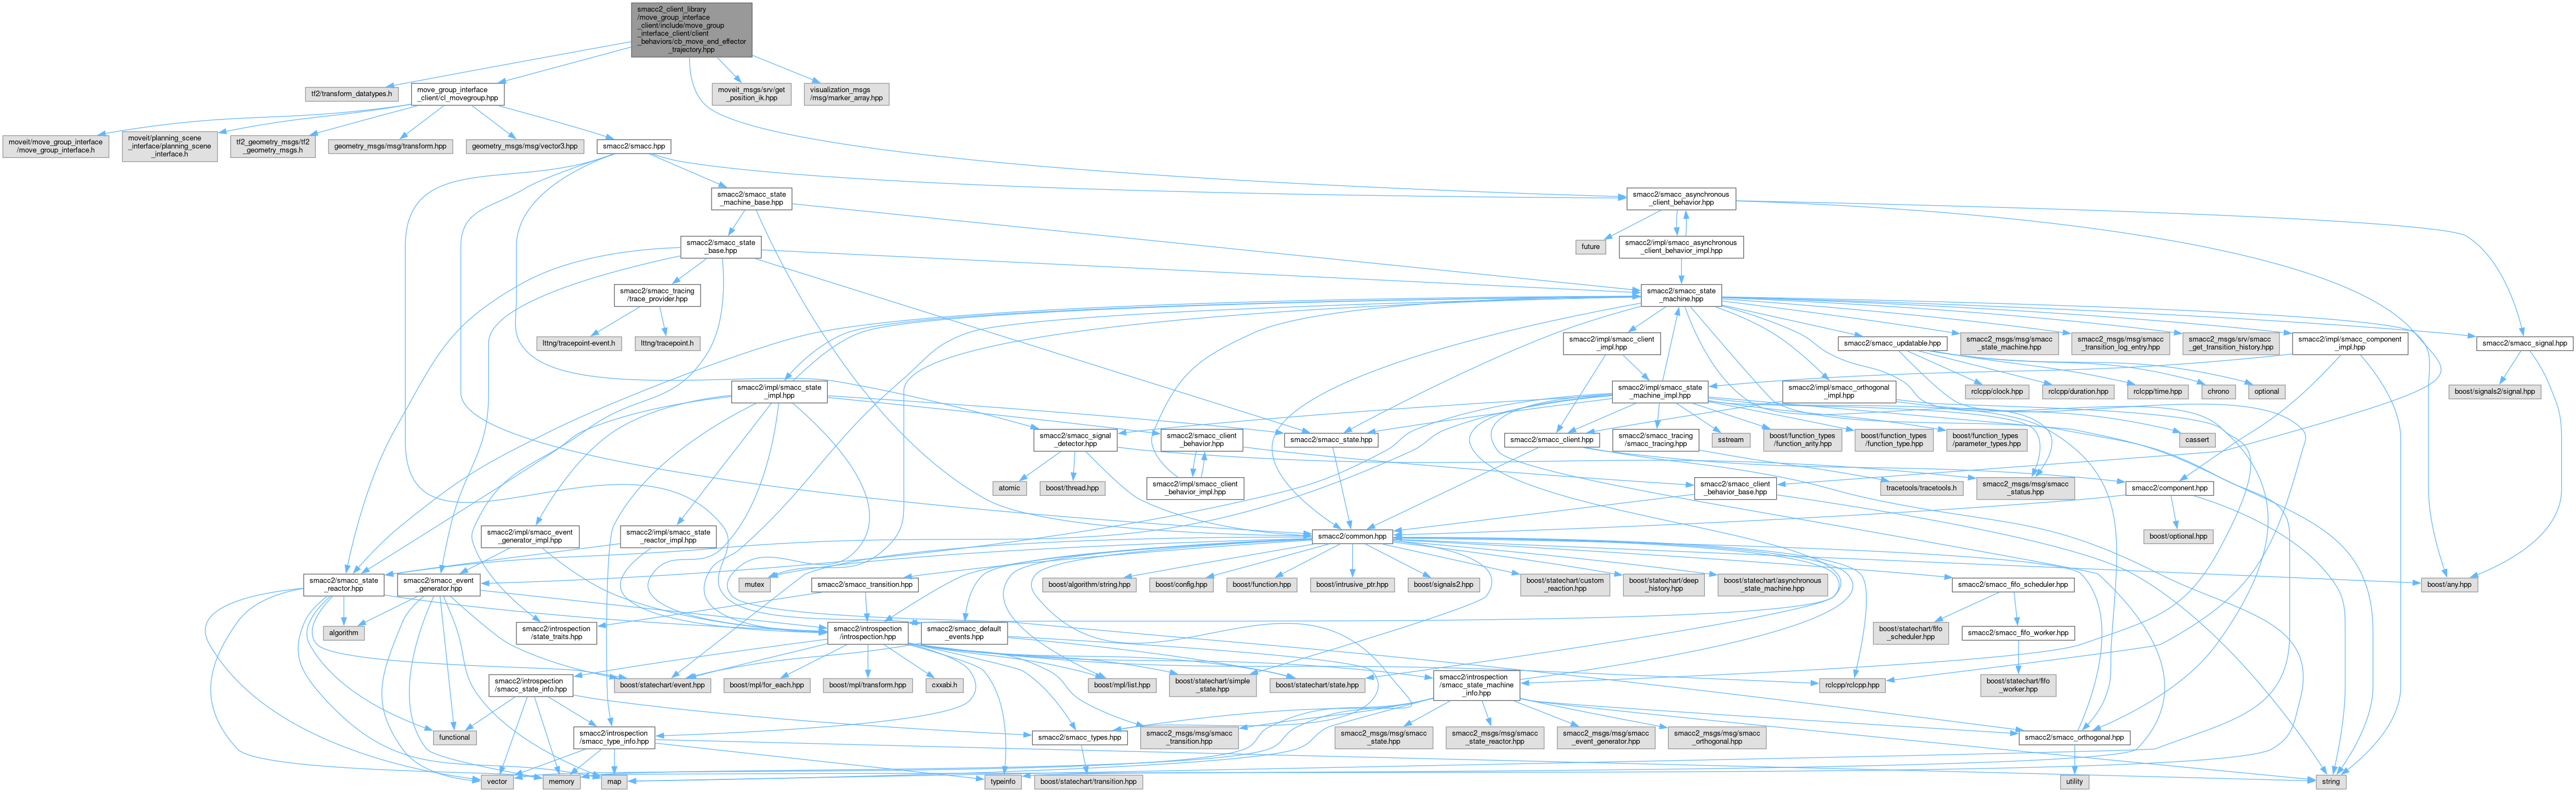 smacc2_client_library
/move_group_interface
_client/include/move_group
_interface_client/client
_behaviors/cb_move_end_effector
_trajectory.hpp
tf2/transform_datatypes.h
move_group_interface
_client/cl_movegroup.hpp
moveit_msgs/srv/get
_position_ik.hpp
visualization_msgs
/msg/marker_array.hpp
moveit/move_group_interface
/move_group_interface.h
moveit/planning_scene
_interface/planning_scene
_interface.h
tf2_geometry_msgs/tf2
_geometry_msgs.h
geometry_msgs/msg/transform.hpp
geometry_msgs/msg/vector3.hpp
smacc2/smacc.hpp
smacc2/smacc_state
_machine_base.hpp
smacc2/smacc_asynchronous
_client_behavior.hpp
smacc2/smacc_state
_base.hpp
future
smacc2/impl/smacc_asynchronous
_client_behavior_impl.hpp
smacc2/smacc_tracing
/trace_provider.hpp
smacc2/smacc_state
_machine.hpp
lttng/tracepoint-event.h
lttng/tracepoint.h
smacc2/impl/smacc_client
_impl.hpp
smacc2/smacc_updatable.hpp
smacc2_msgs/msg/smacc
_state_machine.hpp
smacc2_msgs/msg/smacc
_transition_log_entry.hpp
smacc2_msgs/srv/smacc
_get_transition_history.hpp
smacc2/impl/smacc_component
_impl.hpp
smacc2/smacc_signal.hpp
smacc2/impl/smacc_state
_impl.hpp
smacc2/impl/smacc_state
_machine_impl.hpp
smacc2/impl/smacc_orthogonal
_impl.hpp
rclcpp/clock.hpp
rclcpp/duration.hpp
rclcpp/time.hpp
chrono
optional
boost/signals2/signal.hpp
smacc2/smacc_signal
_detector.hpp
smacc2/smacc_client
_behavior.hpp
smacc2/smacc_state.hpp
smacc2/smacc_client.hpp
smacc2/smacc_tracing
/smacc_tracing.hpp
sstream
boost/function_types
/function_arity.hpp
boost/function_types
/function_type.hpp
boost/function_types
/parameter_types.hpp
cassert
atomic
boost/thread.hpp
smacc2/impl/smacc_client
_behavior_impl.hpp
smacc2/smacc_client
_behavior_base.hpp
tracetools/tracetools.h
smacc2_msgs/msg/smacc
_status.hpp
smacc2/component.hpp
smacc2/impl/smacc_event
_generator_impl.hpp
smacc2/impl/smacc_state
_reactor_impl.hpp
smacc2/common.hpp
boost/optional.hpp
smacc2/smacc_state
_reactor.hpp
smacc2/smacc_event
_generator.hpp
mutex
smacc2/smacc_transition.hpp
boost/algorithm/string.hpp
boost/config.hpp
boost/function.hpp
boost/intrusive_ptr.hpp
boost/signals2.hpp
boost/statechart/custom
_reaction.hpp
boost/statechart/deep
_history.hpp
boost/statechart/asynchronous
_state_machine.hpp
smacc2/smacc_fifo_scheduler.hpp
boost/any.hpp
algorithm
smacc2/introspection
/state_traits.hpp
smacc2/introspection
/introspection.hpp
smacc2/smacc_default
_events.hpp
boost/statechart/fifo
_scheduler.hpp
smacc2/smacc_fifo_worker.hpp
smacc2/introspection
/smacc_state_info.hpp
boost/statechart/event.hpp
boost/mpl/for_each.hpp
boost/mpl/transform.hpp
cxxabi.h
boost/mpl/list.hpp
boost/statechart/simple
_state.hpp
boost/statechart/state.hpp
smacc2/introspection
/smacc_state_machine
_info.hpp
rclcpp/rclcpp.hpp
boost/statechart/fifo
_worker.hpp
functional
smacc2/introspection
/smacc_type_info.hpp
smacc2/smacc_types.hpp
smacc2_msgs/msg/smacc
_transition.hpp
smacc2_msgs/msg/smacc
_state.hpp
smacc2_msgs/msg/smacc
_state_reactor.hpp
smacc2_msgs/msg/smacc
_event_generator.hpp
smacc2_msgs/msg/smacc
_orthogonal.hpp
smacc2/smacc_orthogonal.hpp
vector
memory
map
typeinfo
boost/statechart/transition.hpp
utility
string